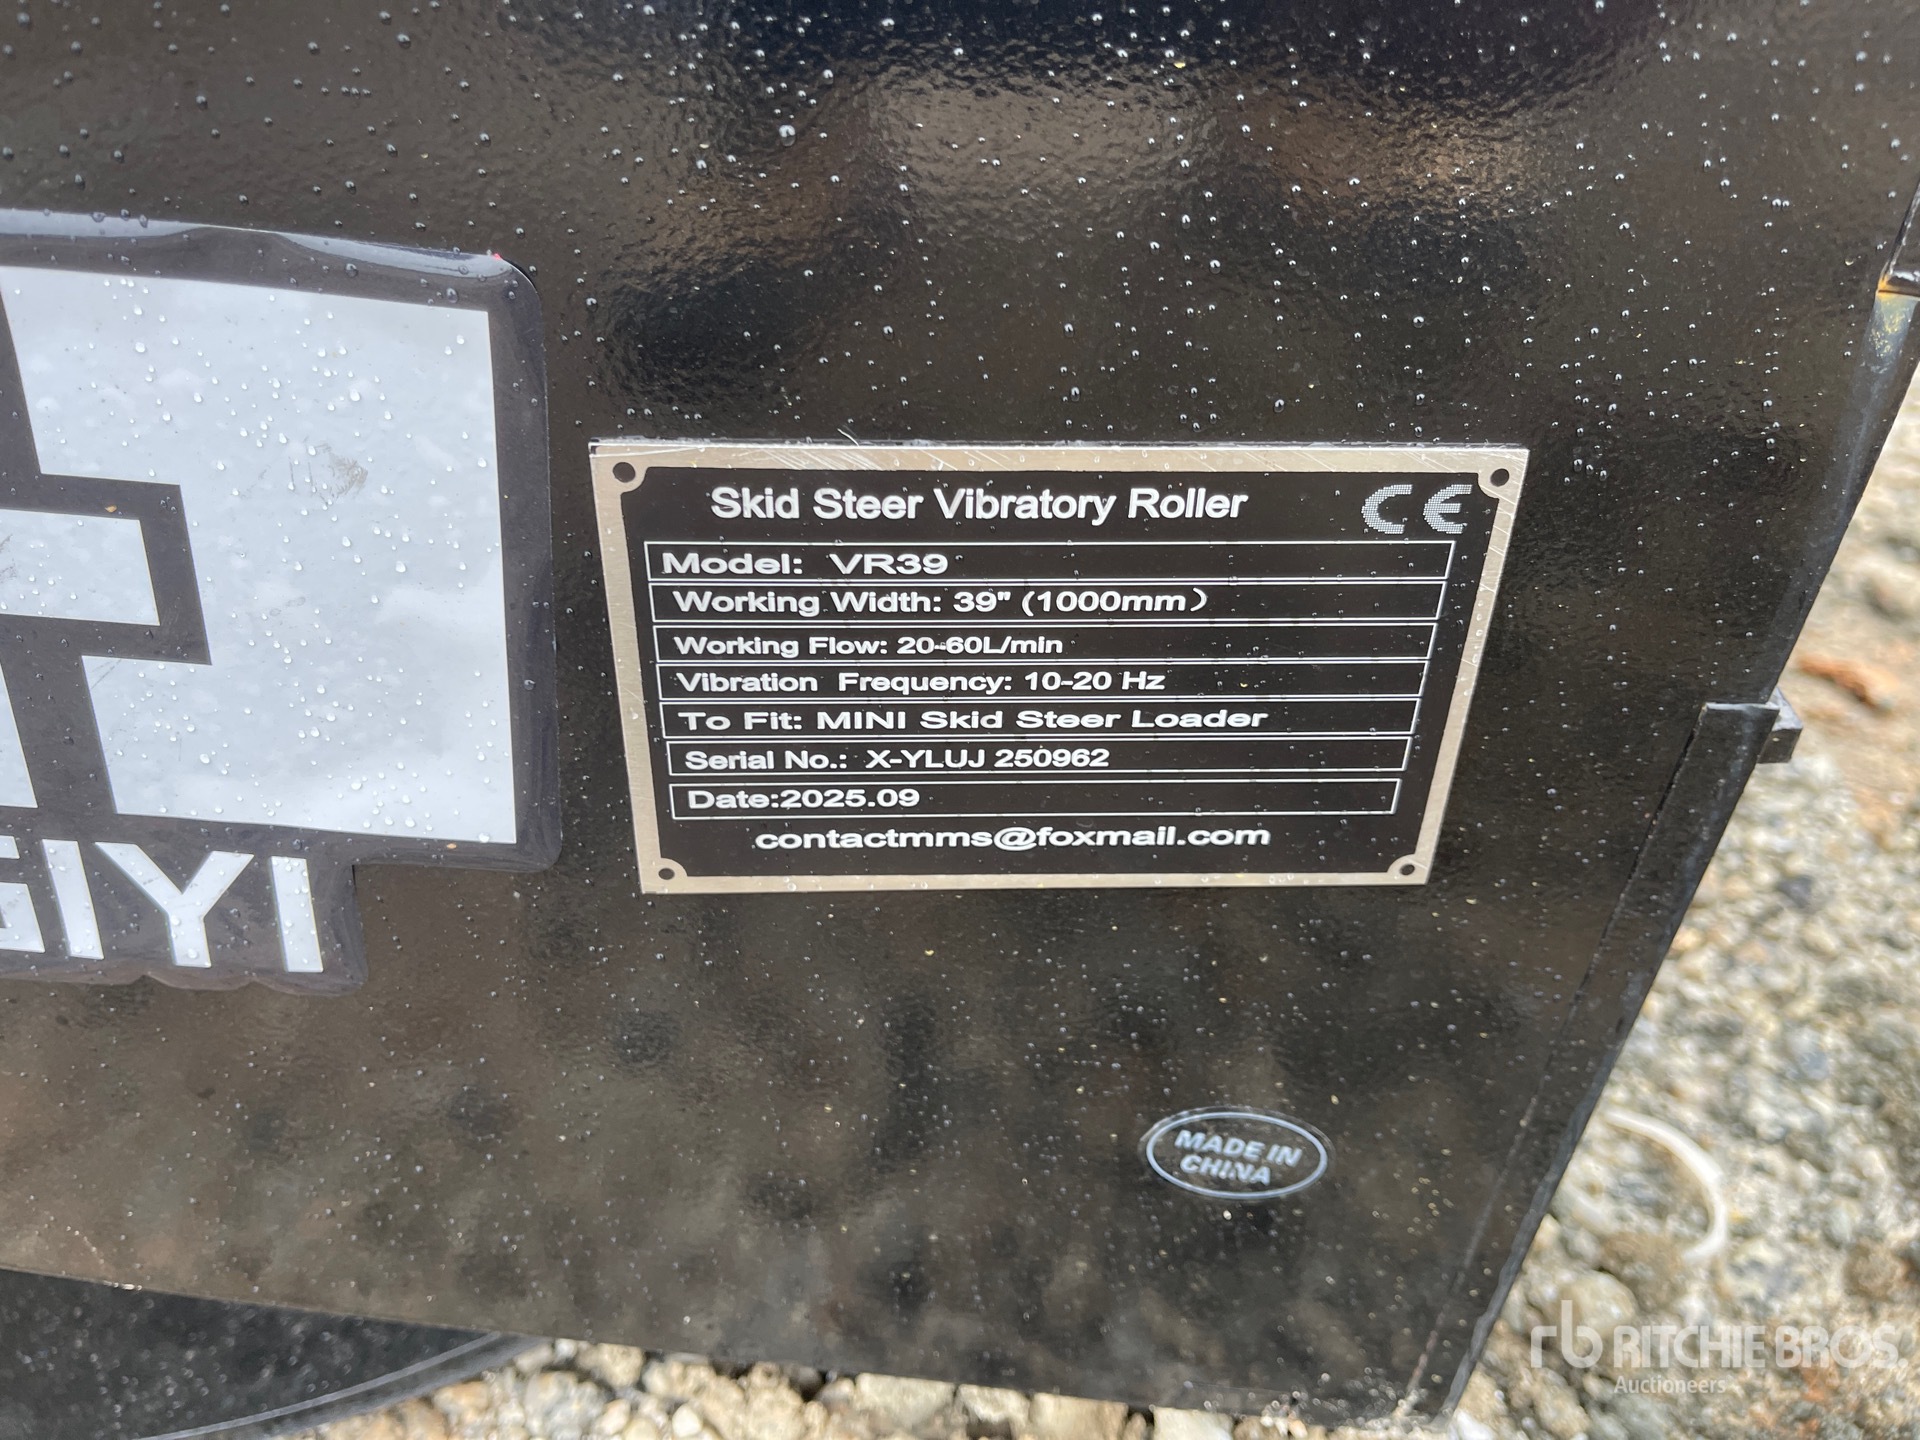 Skid Steer Vibratory Roller CE
Model: VR39
Working Width: 39" (1000mm）
Working Flow: 20-60L/min
Vibration Frequency: 10-20 Hz
To Fit: MINI Skid Steer Loader
Serial No.: X-YLUJ 250962
Date:2025.09
contactmms@foxmail.com
GIYI
MADE IN
CHINA
rb RITCHIE BROS.
Auctioneers